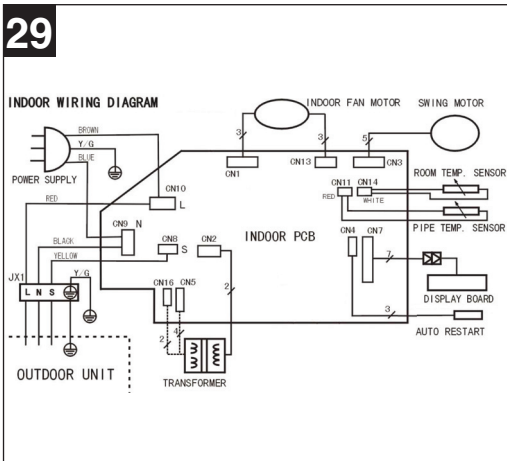 29
INDOOR WIRING DIAGRAM
INDOOR FAN MOTOR
SWING MOTOR
BROWN
Y/G
BLUE
POWER SUPPLY
3
3
5
CN1
CN13
CN3
ROOM TEMP. SENSOR
CN10
L
RED
CN11
CN14
RED
WHITE
PIPE TEMP. SENSOR
CN9
N
BLACK
CN8
S
CN2
INDOOR PCB
CN4
CN7
YELLOW
7
JX1
Y/G
L N S
CN16
CN5
2
DISPLAY BOARD
3
AUTO RESTART
2
4
OUTDOOR UNIT
TRANSFORMER